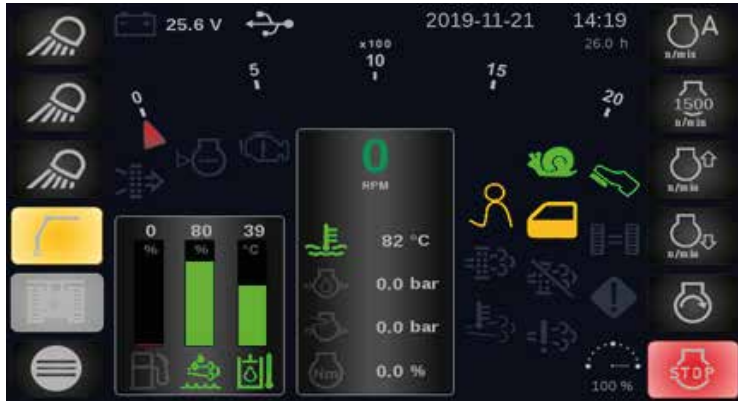 25.6 V
2019-11-21
14:19
26.0 h
x100
0
5
10
15
20
A
n/min
1500
n/min
n/min
n/min
0
RPM
0
80
39
%
%
°C
82 °C
0.0 bar
0.0 bar
Nm
0.0 %
100 %
STOP